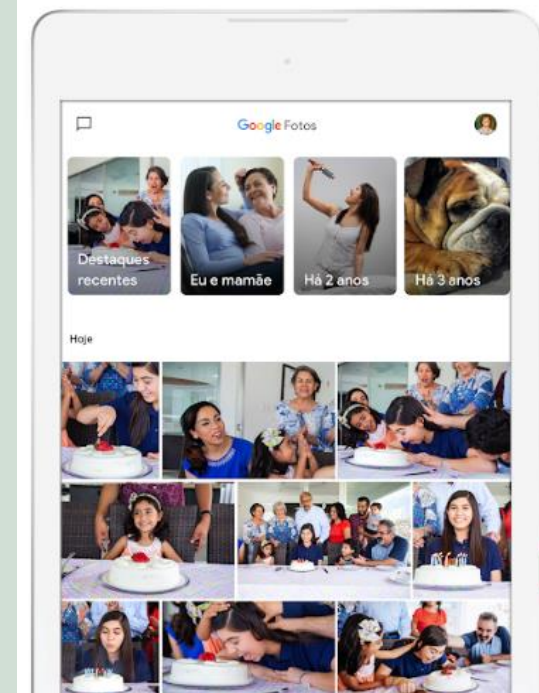 Google Fotos
Destaques
recentes
Eu e mamãe
Há 2 anos
Há 3 anos
Hoje